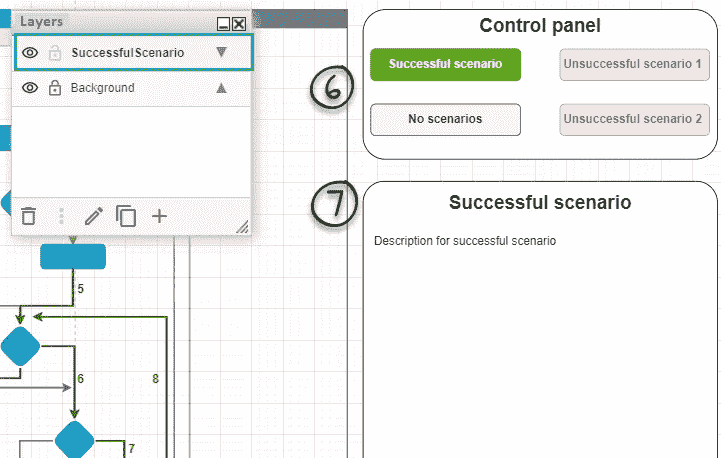 Layers
SuccessfulScenario
Background
5
6
8
7
6
Control panel
Successful scenario
Unsuccessful scenario 1
No scenarios
Unsuccessful scenario 2
7
Successful scenario
Description for successful scenario